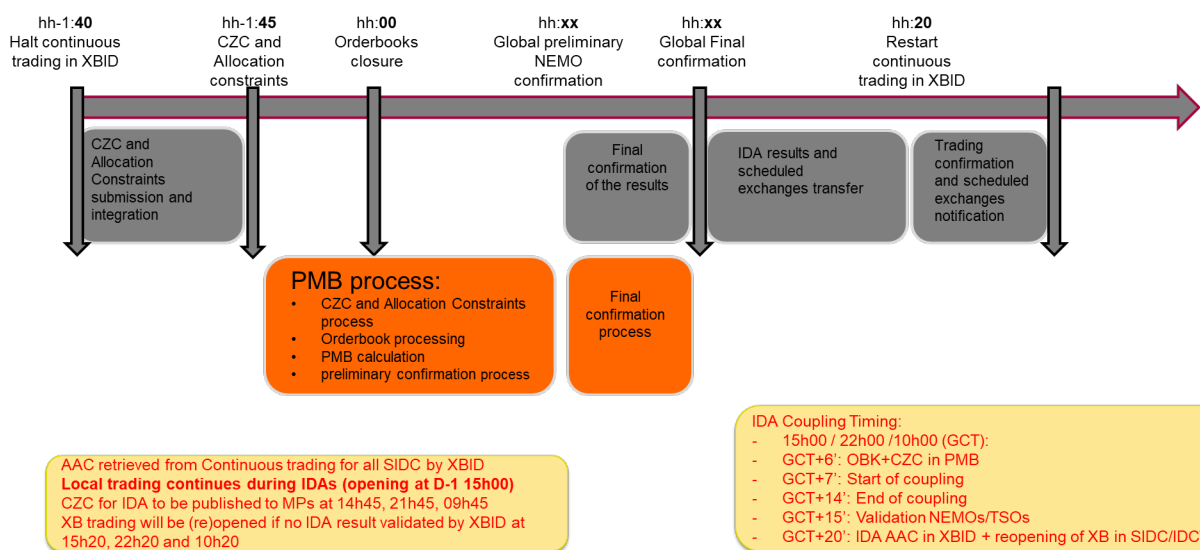 hh-1:40
Halt continuous
trading in XBID
hh-1:45
CZC and
Allocation
constraints
hh:00
Orderbooks
closure
hh:xx
Global preliminary
NEMO
confirmation
hh:xx
Global Final
confirmation
hh:20
Restart
continuous
trading in XBID
CZC and
Allocation
Constraints
submission and
integration
Final
confirmation
of the results
IDA results and
scheduled
exchanges transfer
Trading
confirmation
and scheduled
exchanges
notification
PMB process:
• CZC and Allocation Constraints
process
• Orderbook processing
• PMB calculation
• preliminary confirmation process
Final
confirmation
process
AAC retrieved from Continuous trading for all SIDC by XBID
Local trading continues during IDAs (opening at D-1 15h00)
CZC for IDA to be published to MPs at 14h45, 21h45, 09h45
XB trading will be (re)opened if no IDA result validated by XBID at
15h20, 22h20 and 10h20
IDA Coupling Timing:
- 15h00 / 22h00 /10h00 (GCT):
- GCT+6’: OBK+CZC in PMB
- GCT+7’: Start of coupling
- GCT+14’: End of coupling
- GCT+15’: Validation NEMOs/TSOs
- GCT+20’: IDA AAC in XBID + reopening of XB in SIDC/IDC